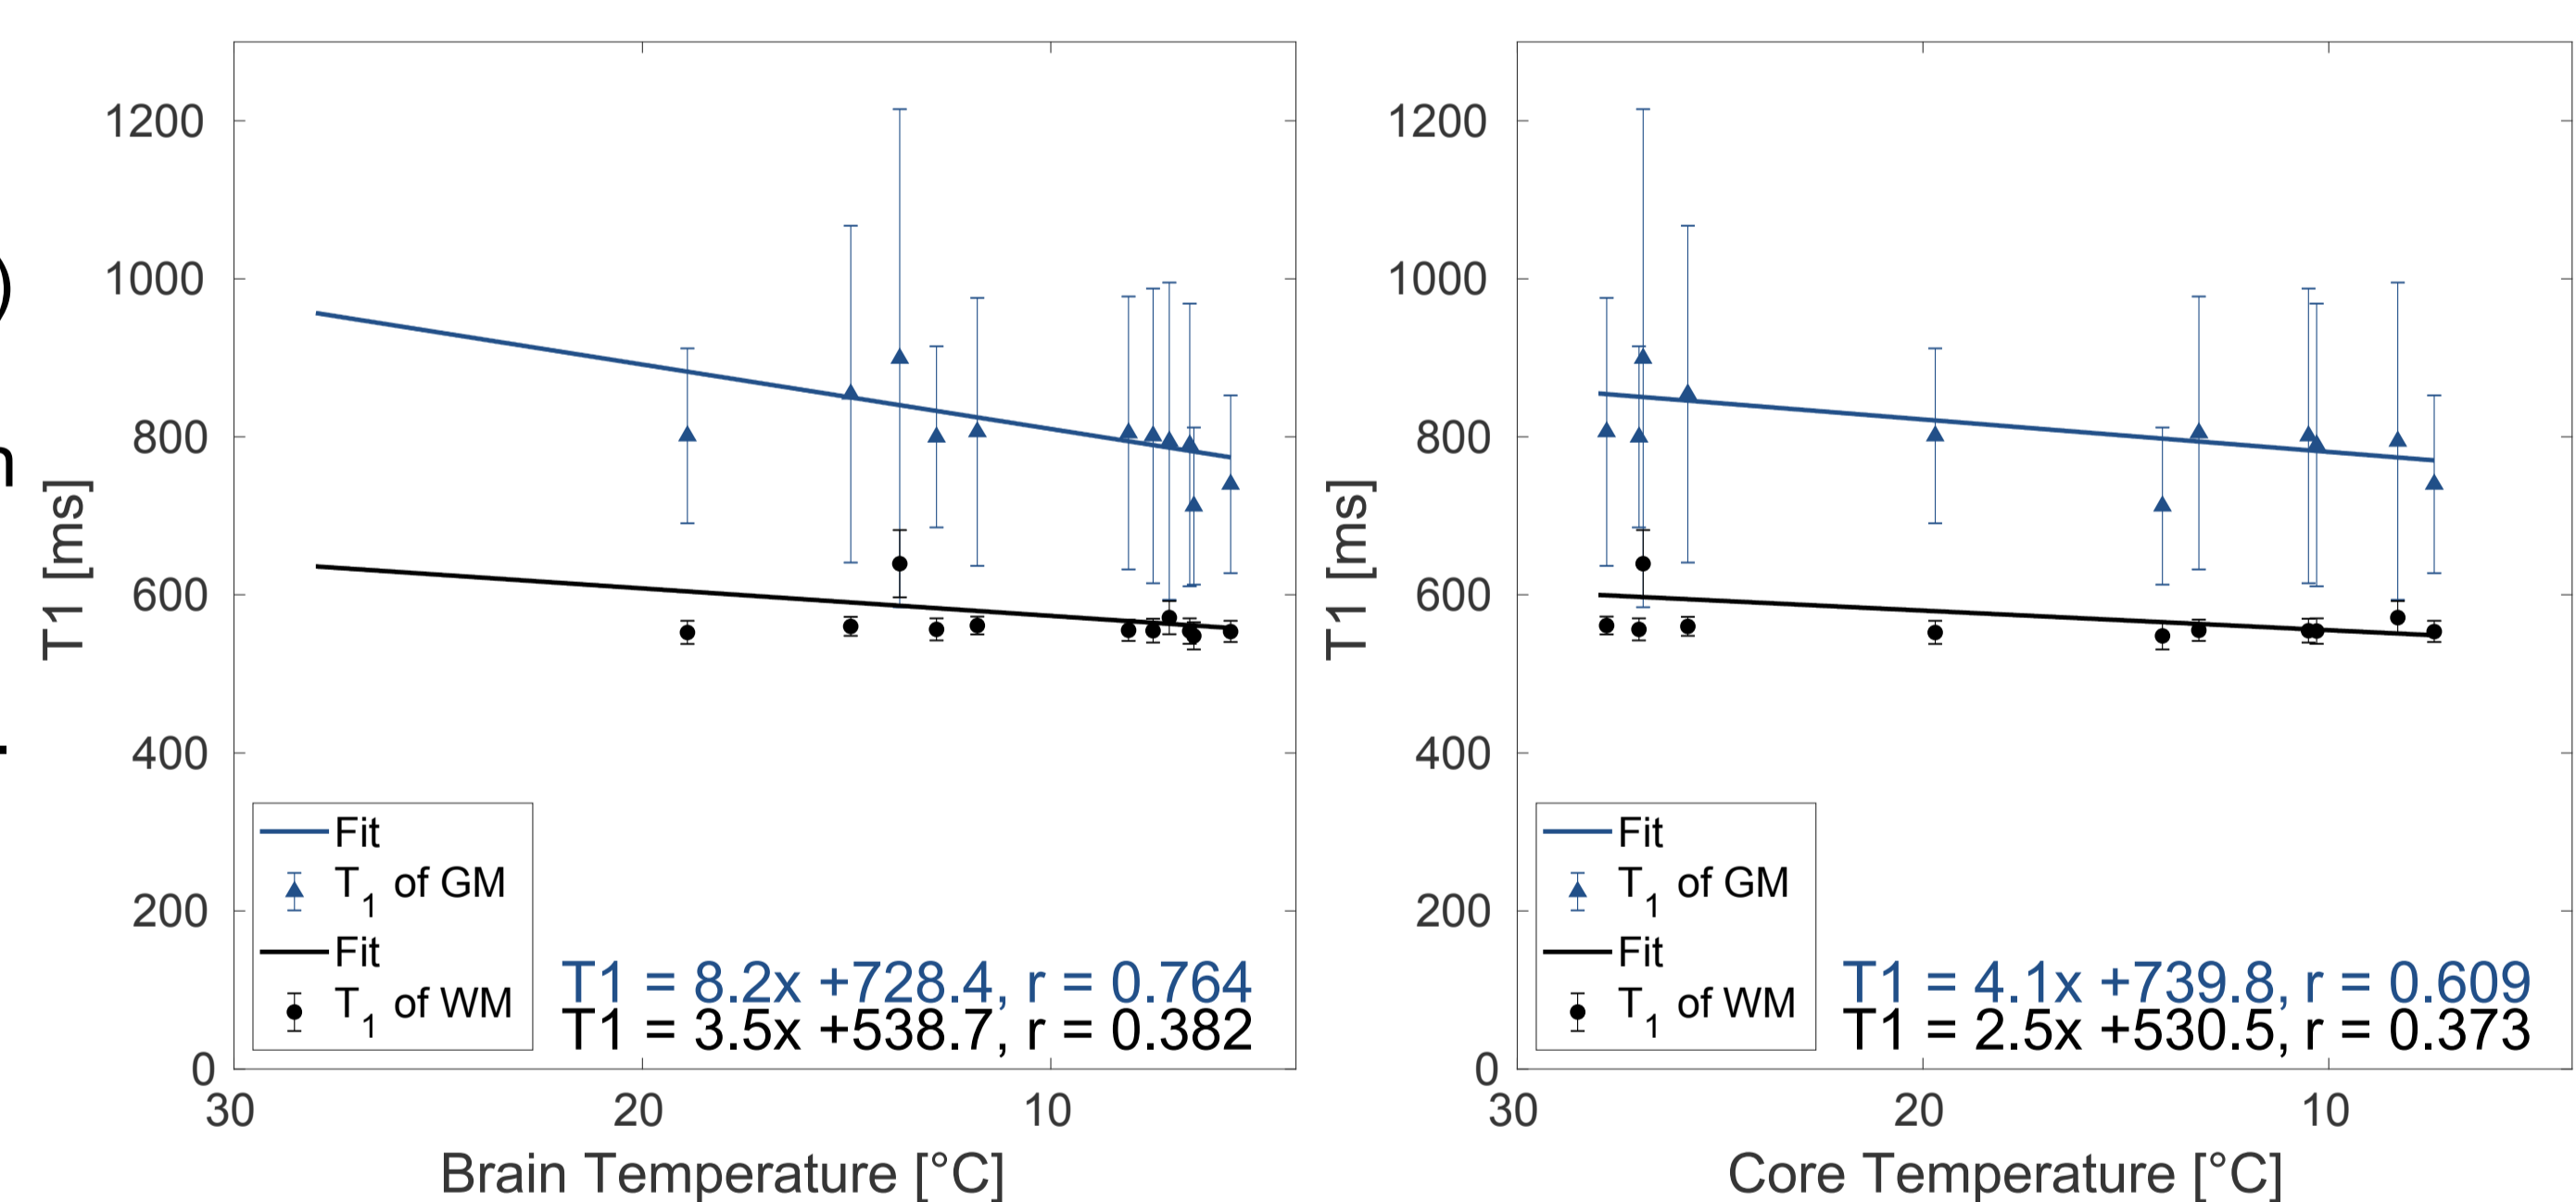 1200
1000
800
600
400
200
0
T1 [ms]
Fit
T1 of GM
Fit
T1 of WM
T1 = 8.2x +728.4, r = 0.764
T1 = 3.5x +538.7, r = 0.382
30 20 10
Brain Temperature [°C]
1200
1000
800
600
400
200
0
T1 [ms]
Fit
T1 of GM
Fit
T1 of WM
T1 = 4.1x +739.8, r = 0.609
T1 = 2.5x +530.5, r = 0.373
30 20 10
Core Temperature [°C]